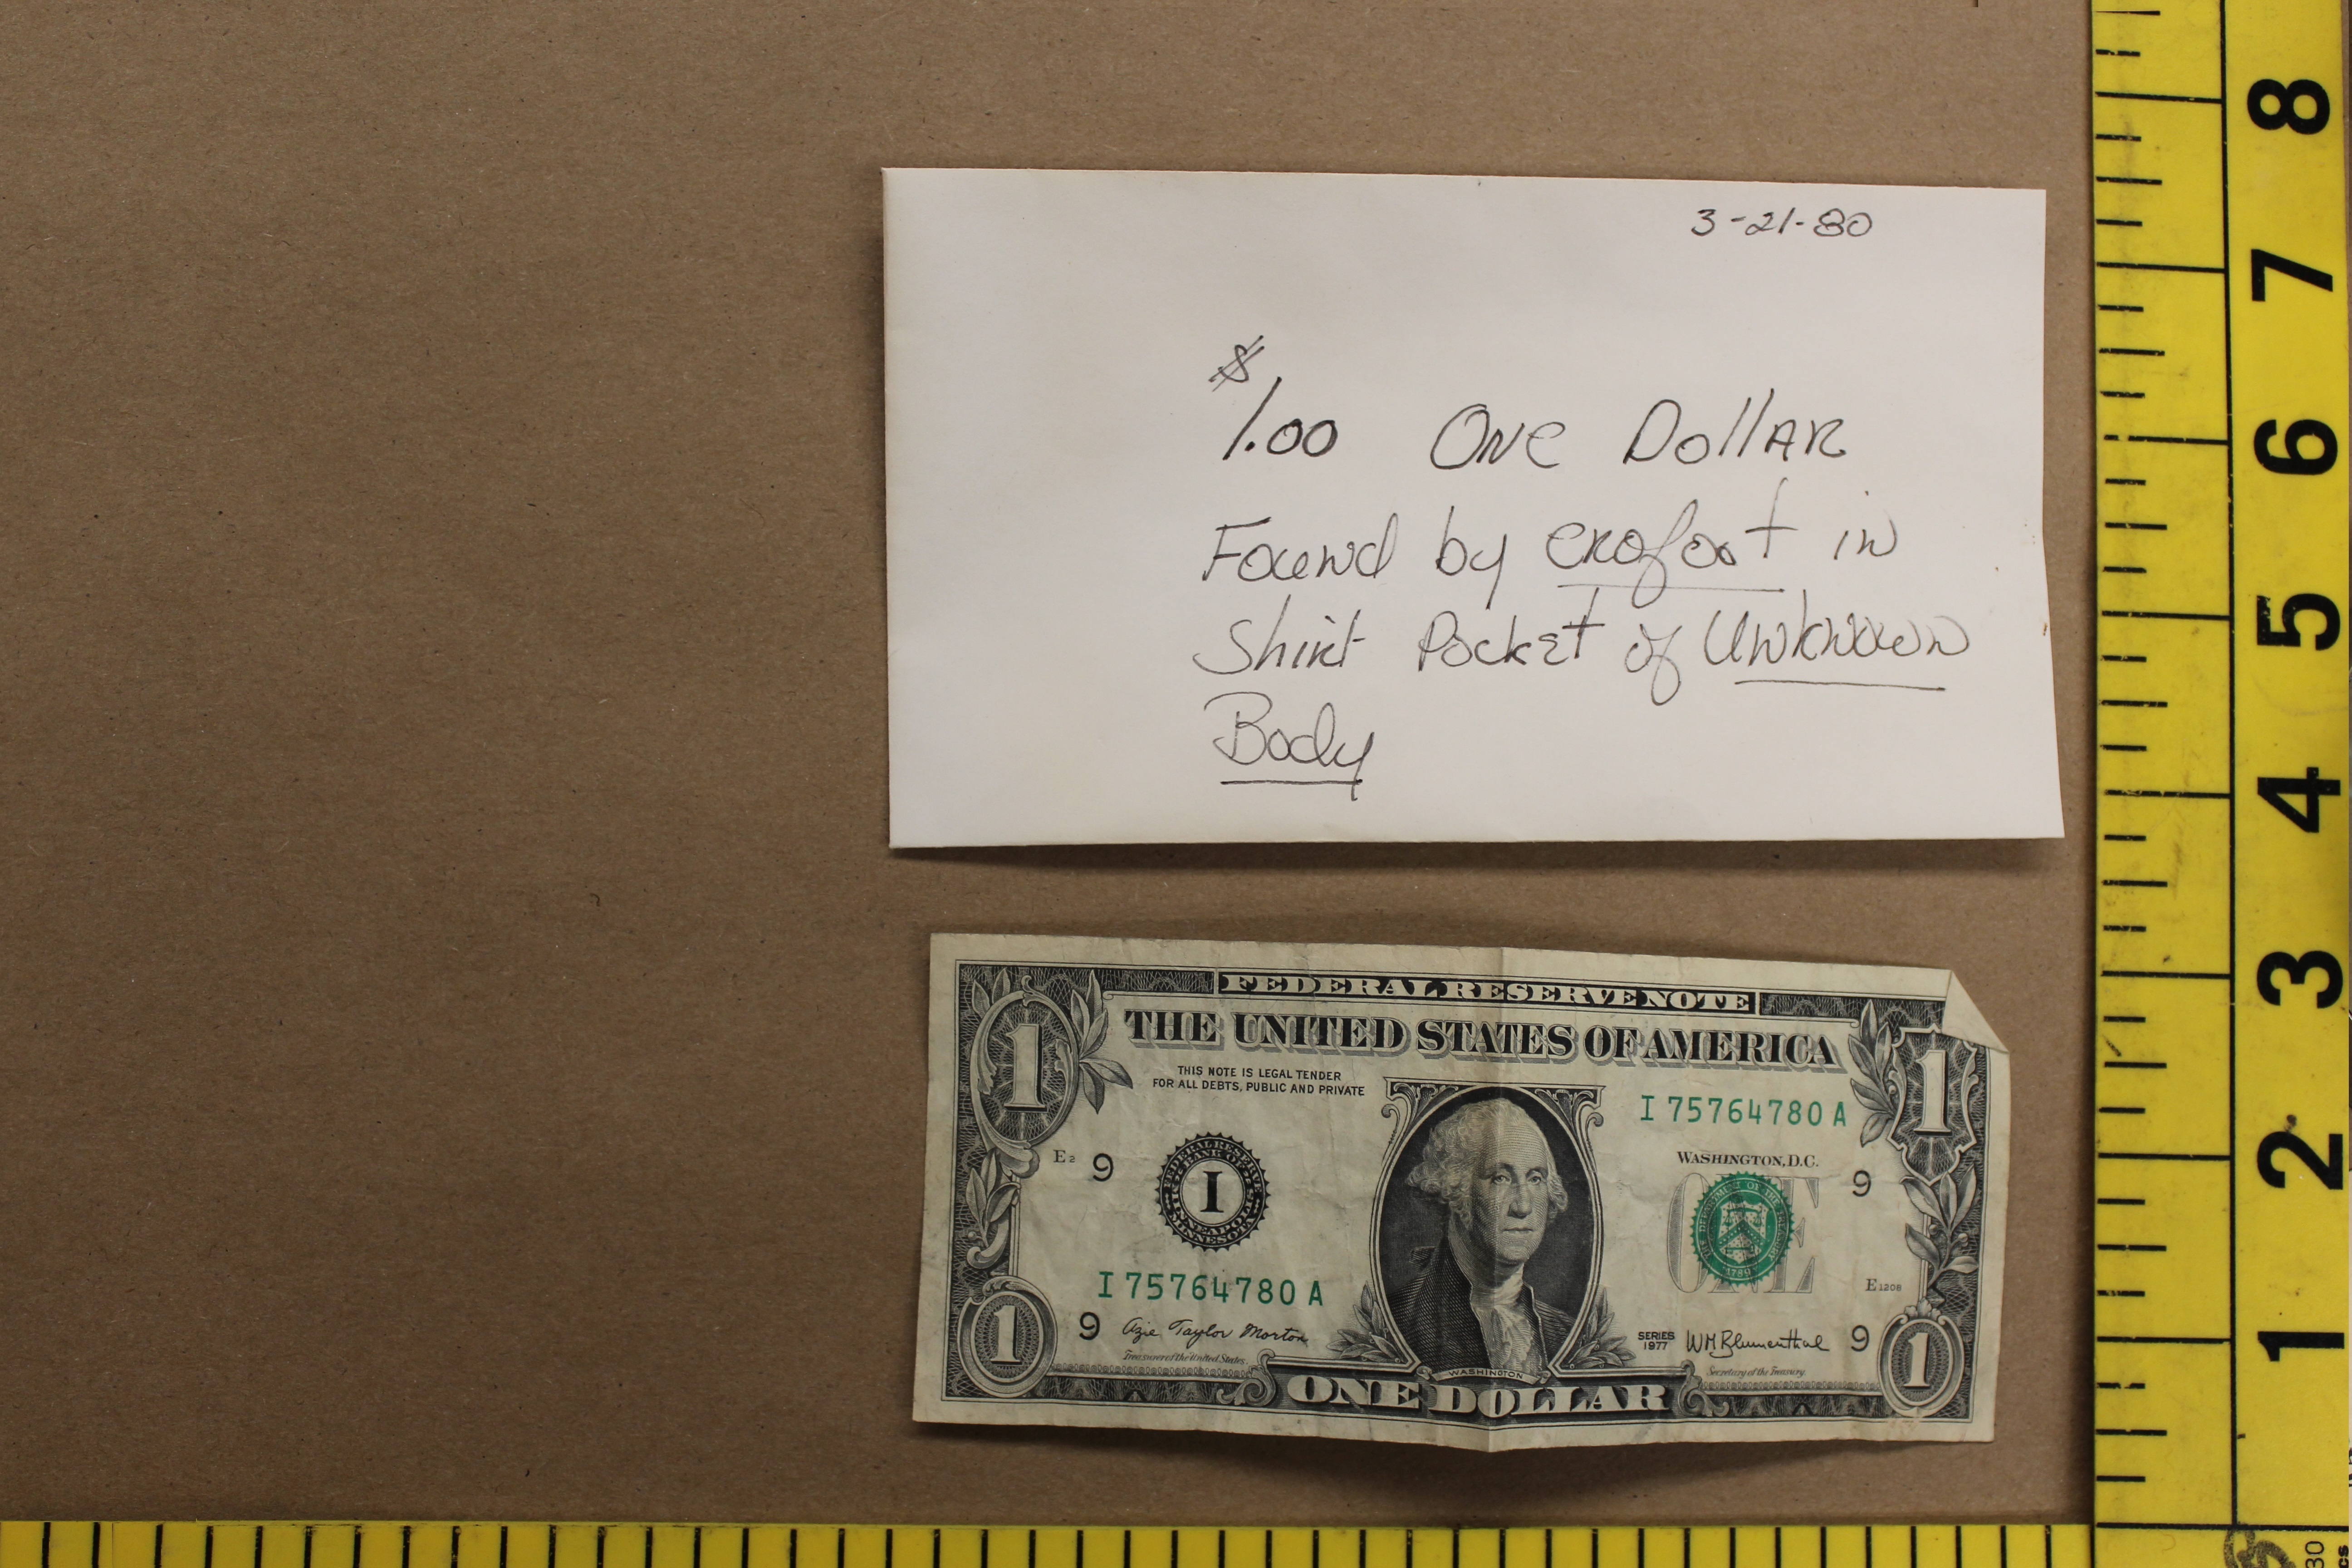 3-21-80
$
1.00 One Dollar
Found by Crofoot in
Shirt Pocket of Unknown
Body
FEDERAL RESERVE NOTE
THE UNITED STATES OF AMERICA
THIS NOTE IS LEGAL TENDER
FOR ALL DEBTS, PUBLIC AND PRIVATE
1
1
I 75764780 A
WASHINGTON, D.C.
E2 9
I
9
ONE
1789
I 75764780 A
E1208
9
Azie Taylor Morton
Treasurer of the United States.
SERIES
1977
W M Blumenthal
Secretary of the Treasury.
9
1
WASHINGTON
1
ONE DOLLAR
8
7
6
5
4
3
2
1
30